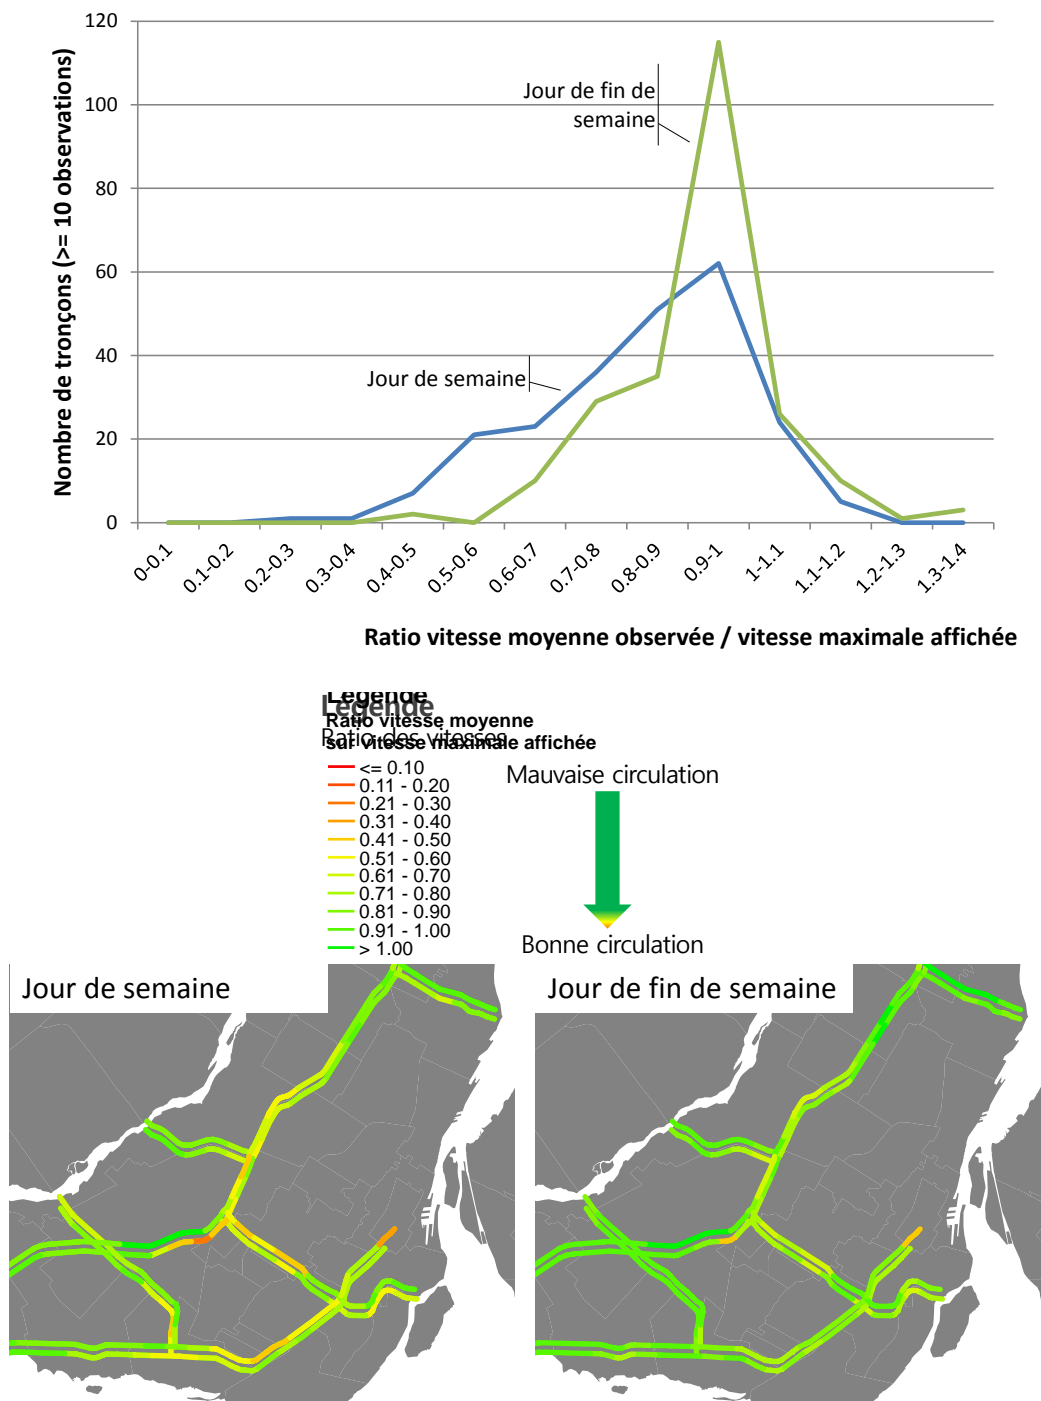 120
100
80
60
40
20
0
Nombre de tronçons (>= 10 observations)
Jour de fin de
semaine
Jour de semaine
0-0.1
0.1-0.2
0.2-0.3
0.3-0.4
0.4-0.5
0.5-0.6
0.6-0.7
0.7-0.8
0.8-0.9
0.9-1
1-1.1
1.1-1.2
1.2-1.3
1.3-1.4
Ratio vitesse moyenne observée / vitesse maximale affichée
Légende
Légende
Ratio vitesse moyenne
Ratio des vitesses
sur vitesse maximale affichée
<= 0.10
0.11 - 0.20
0.21 - 0.30
0.31 - 0.40
0.41 - 0.50
0.51 - 0.60
0.61 - 0.70
0.71 - 0.80
0.81 - 0.90
0.91 - 1.00
> 1.00
Mauvaise circulation
Bonne circulation
Jour de semaine
Jour de fin de semaine